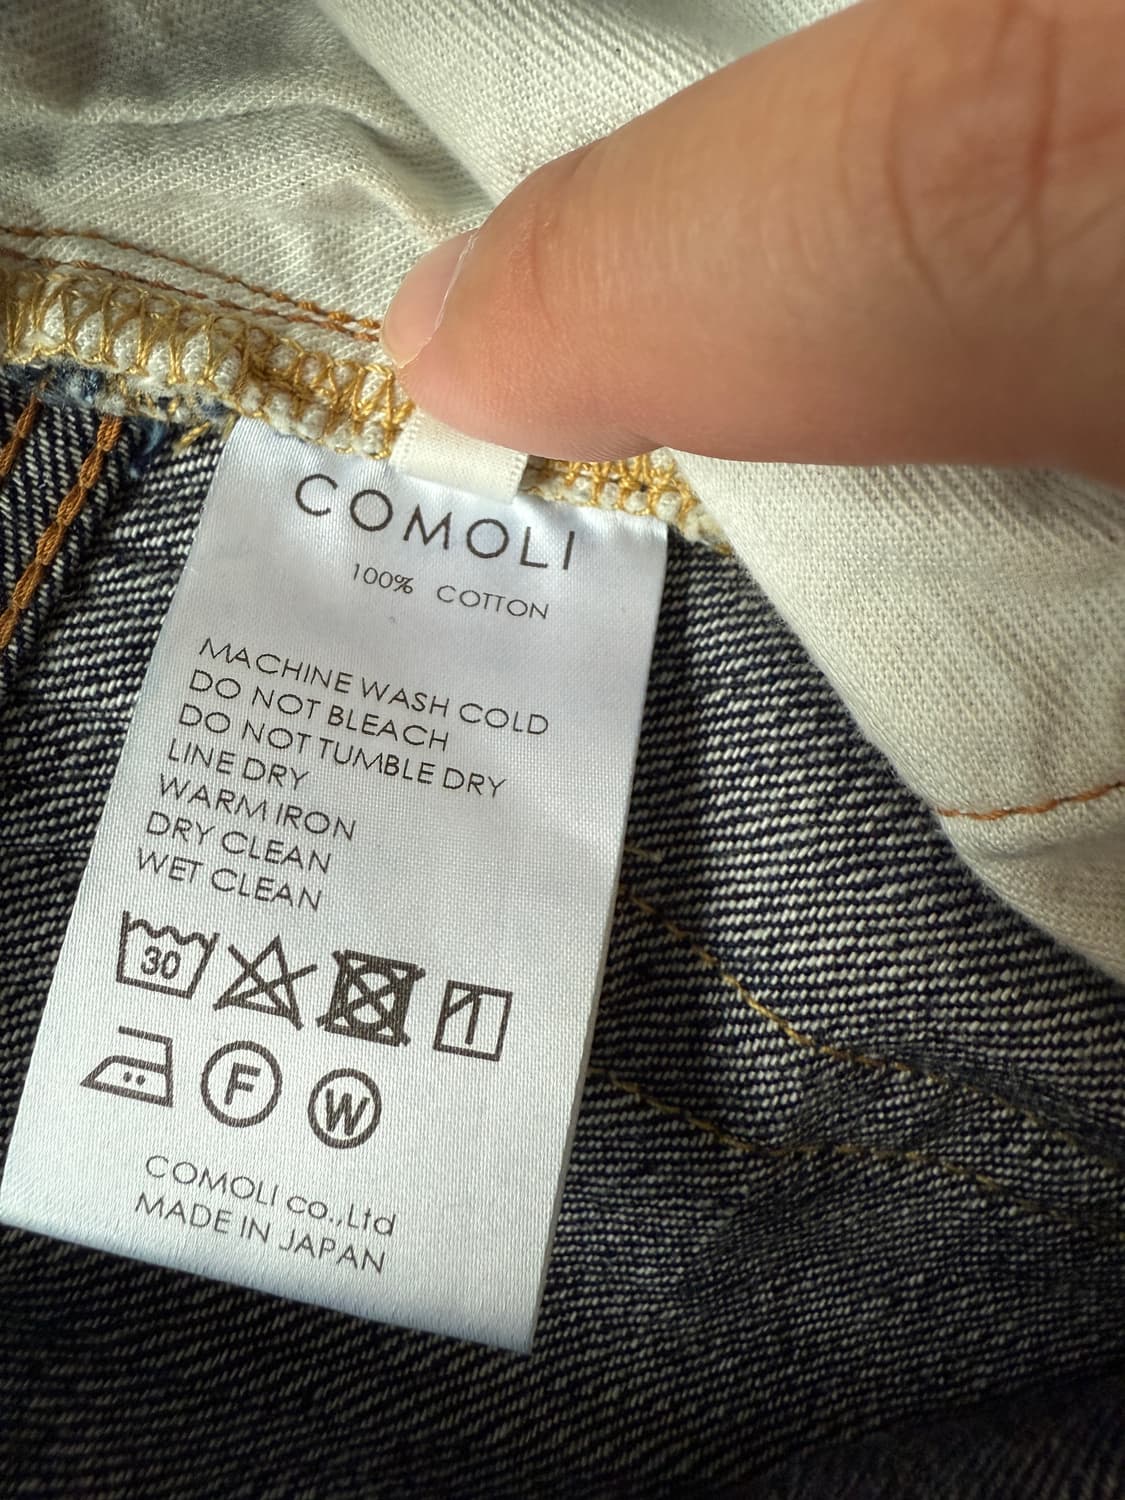 COMOLI
100% COTTON
MACHINE WASH COLD
DO NOT BLEACH
DO NOT TUMBLE DRY
LINE DRY
WARM IRON
DRY CLEAN
WET CLEAN
30
F W
COMOLI co.,Ltd
MADE IN JAPAN